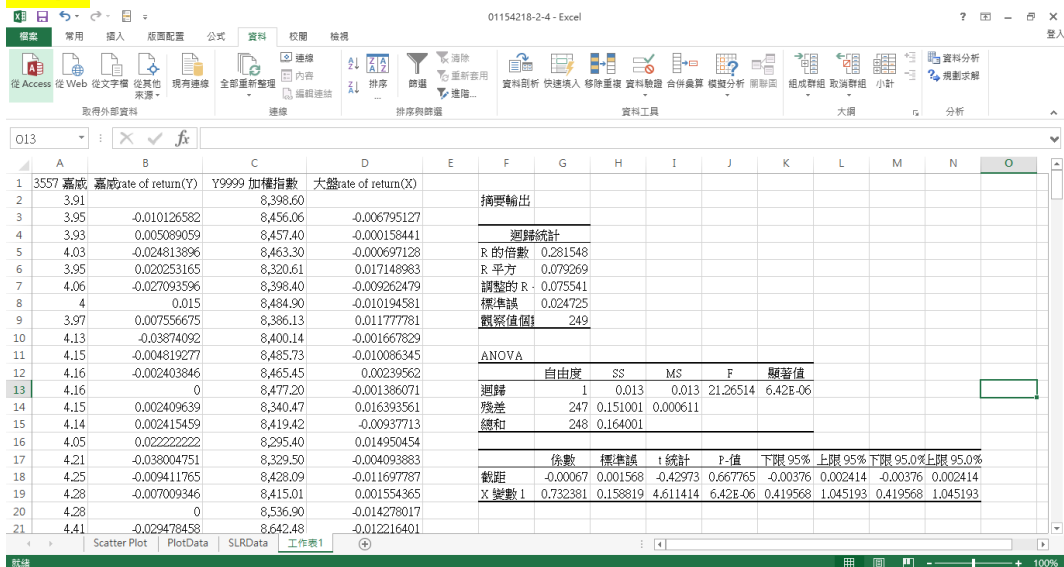 01154218-2-4 - Excel
檔案 常用 插入 版面配置 公式 資料 校閱 檢視 登入
從 Access 從 Web 從文字檔 從其他來源 現有連線 全部重新整理 連線 內容 編輯連結 排序... 篩選 清除 重新套用 進階... 資料剖析 快速填入 移除重複 資料驗證 合併彙算 模擬分析 關聯圖 組成群組 取消群組 小計 資料分析 規劃求解
取得外部資料 連線 排序與篩選 資料工具 大綱 分析
O13 fx
A B C D E F G H I J K L M N O
1 3557 嘉威 嘉威rate of return(Y) Y9999 加權指數 大盤rate of return(X)
2 3.91 8,398.60 摘要輸出
3 3.95 -0.010126582 8,456.06 -0.006795127
4 3.93 0.005089059 8,457.40 -0.000158441 迴歸統計
5 4.03 -0.024813896 8,463.30 -0.000697128 R 的倍數 0.281548
6 3.95 0.020253165 8,320.61 0.017148983 R 平方 0.079269
7 4.06 -0.027093596 8,398.40 -0.009262479 調整的 R 0.075541
8 4 0.015 8,484.90 -0.010194581 標準誤 0.024725
9 3.97 0.007556675 8,386.13 0.011777781 觀察值個 249
10 4.13 -0.03874092 8,400.14 -0.001667829
11 4.15 -0.004819277 8,485.73 -0.010086345 ANOVA
12 4.16 -0.002403846 8,465.45 0.00239562 自由度 SS MS F 顯著值
13 4.16 0 8,477.20 -0.001386071 迴歸 1 0.013 0.013 21.26514 6.42E-06
14 4.15 0.002409639 8,340.47 0.016393561 殘差 247 0.151001 0.000611
15 4.14 0.002415459 8,419.42 -0.00937713 總和 248 0.164001
16 4.05 0.022222222 8,295.40 0.014950454
17 4.21 -0.038004751 8,329.50 -0.004093883 係數 標準誤 t 統計 P-值 下限 95% 上限 95% 下限 95.0% 上限 95.0%
18 4.25 -0.009411765 8,428.09 -0.011697787 截距 -0.00067 0.001568 -0.42973 0.667765 -0.00376 0.002414 -0.00376 0.002414
19 4.28 -0.007009346 8,415.01 0.001554365 X 變數 1 0.732381 0.158819 4.611414 6.42E-06 0.419568 1.045193 0.419568 1.045193
20 4.28 0 8,536.90 -0.014278017
21 4.41 -0.029478458 8,642.48 -0.012216401
Scatter Plot PlotData SLRData 工作表1
就緒 100%